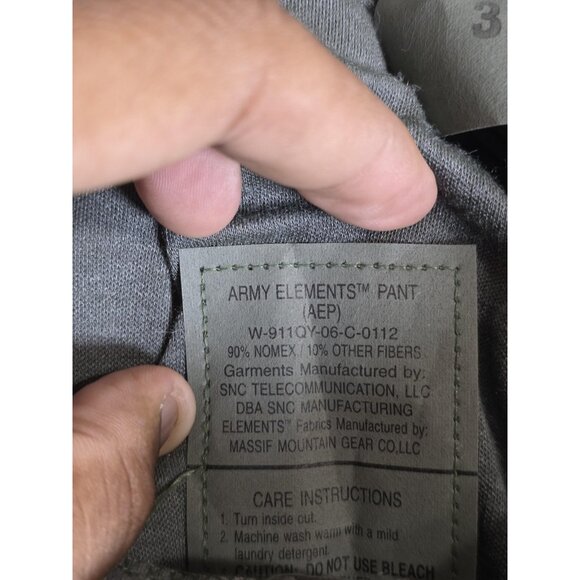 3
ARMY ELEMENTS™ PANT
(AEP)
W-911QY-06-C-0112
90% NOMEX / 10% OTHER FIBERS
Garments Manufactured by:
SNC TELECOMMUNICATION, LLC
DBA SNC MANUFACTURING
ELEMENTS™ Fabrics Manufactured by:
MASSIF MOUNTAIN GEAR CO.LLC
CARE INSTRUCTIONS
1. Turn inside out.
2. Machine wash warm with a mild
laundry detergent.
CAUTION: DO NOT USE BLEACH